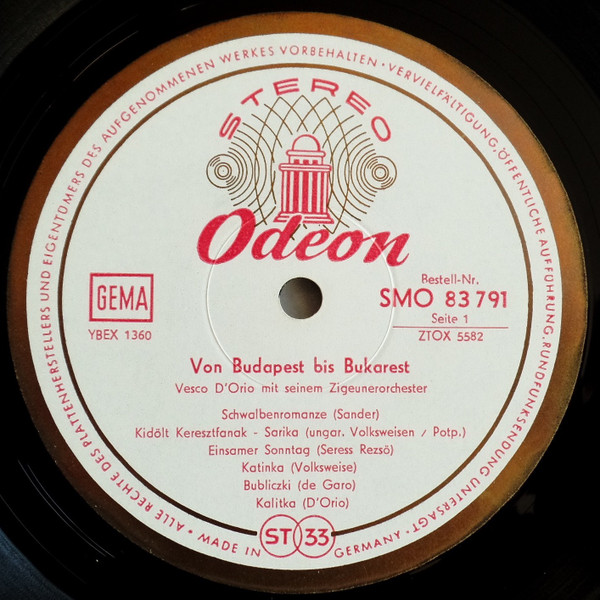 ALLE RECHTE DES PLATTENHERSTELLERS UND EIGENTÜMERS DES AUFGENOMMENEN WERKES VORBEHALTEN · VERVIELFÄLTIGUNG, ÖFFENTLICHE AUFFÜHRUNG, RUNDFUNKSENDUNG UNTERSAGT ·
STEREO
Odeon
GEMA
YBEX 1360
Bestell-Nr.
SMO 83 791
Seite 1
ZTOX 5582
Von Budapest bis Bukarest
Vesco D'Orio mit seinem Zigeunerorchester
Schwalbenromanze (Sander)
Kidölt Keresztfanak - Sarika (ungar. Volksweisen / Potp.)
Einsamer Sonntag (Seress Rezsö)
Katinka (Volksweise)
Bubliczki (de Garo)
Kalitka (D'Orio)
MADE IN GERMANY
ST 33